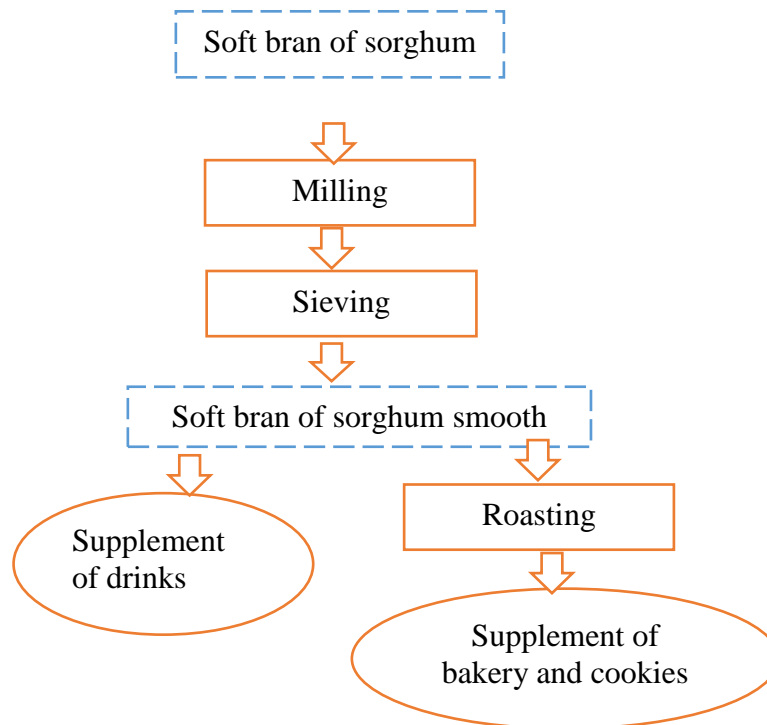 Soft bran of sorghum
Milling
Sieving
Soft bran of sorghum smooth
Supplement
of drinks
Roasting
Supplement of
bakery and cookies